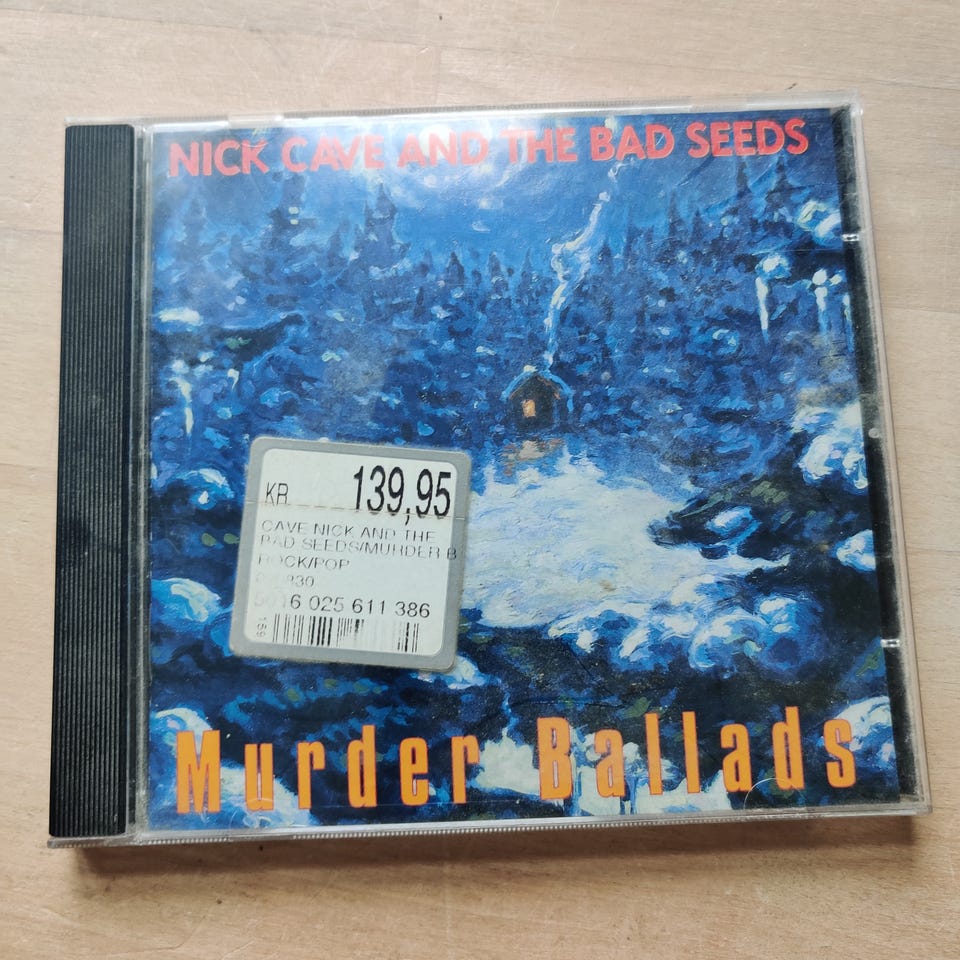 NICK CAVE AND THE BAD SEEDS
KR. 139,95
CAVE NICK AND THE
BAD SEEDS/MURDER B
ROCK/POP
5016 025 611 386
159
Murder Ballads